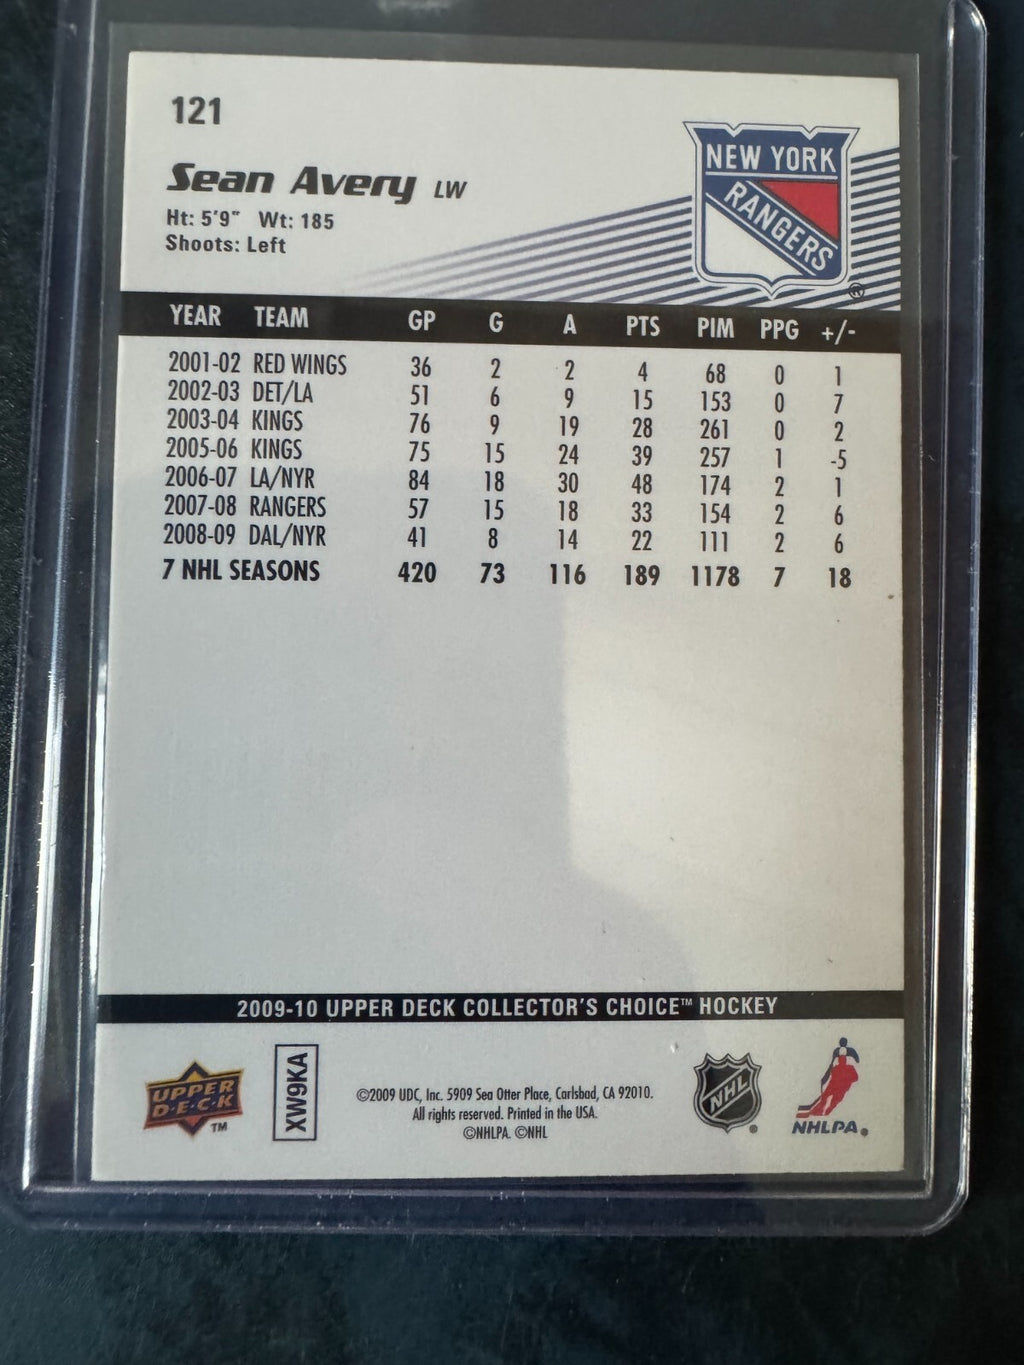 121
NEW YORK
RANGERS
®
Sean Avery LW
Ht: 5'9" Wt: 185
Shoots: Left
YEAR TEAM GP G A PTS PIM PPG +/-
2001-02 RED WINGS 36 2 2 4 68 0 1
2002-03 DET/LA 51 6 9 15 153 0 7
2003-04 KINGS 76 9 19 28 261 0 2
2005-06 KINGS 75 15 24 39 257 1 -5
2006-07 LA/NYR 84 18 30 48 174 2 1
2007-08 RANGERS 57 15 18 33 154 2 6
2008-09 DAL/NYR 41 8 14 22 111 2 6
7 NHL SEASONS 420 73 116 189 1178 7 18
2009-10 UPPER DECK COLLECTOR'S CHOICE™ HOCKEY
UPPER
D·E·C·K
TM
XW9KA
©2009 UDC, Inc. 5909 Sea Otter Place, Carlsbad, CA 92010.
All rights reserved. Printed in the USA.
©NHLPA. ©NHL
NHL
®
NHLPA®